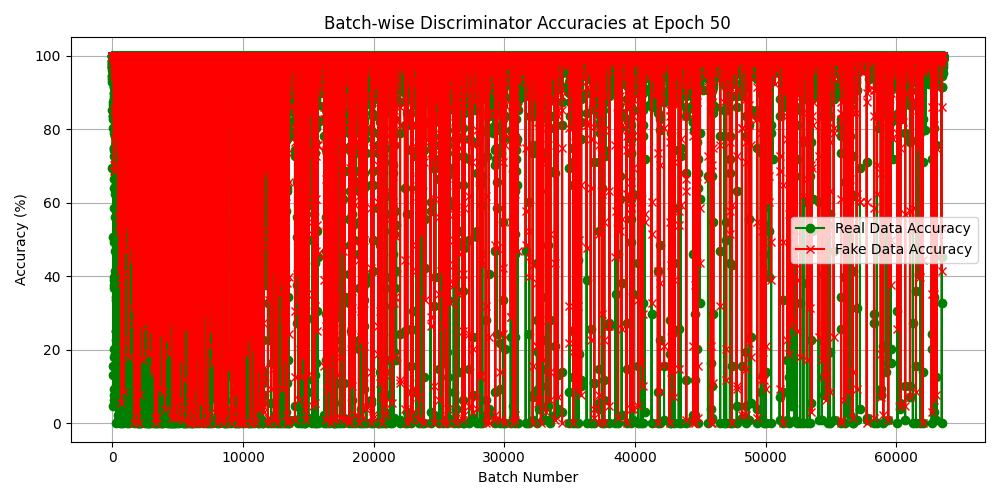 Batch-wise Discriminator Accuracies at Epoch 50
Accuracy (%)
100
80
60
40
20
0
Real Data Accuracy
Fake Data Accuracy
0 10000 20000 30000 40000 50000 60000
Batch Number